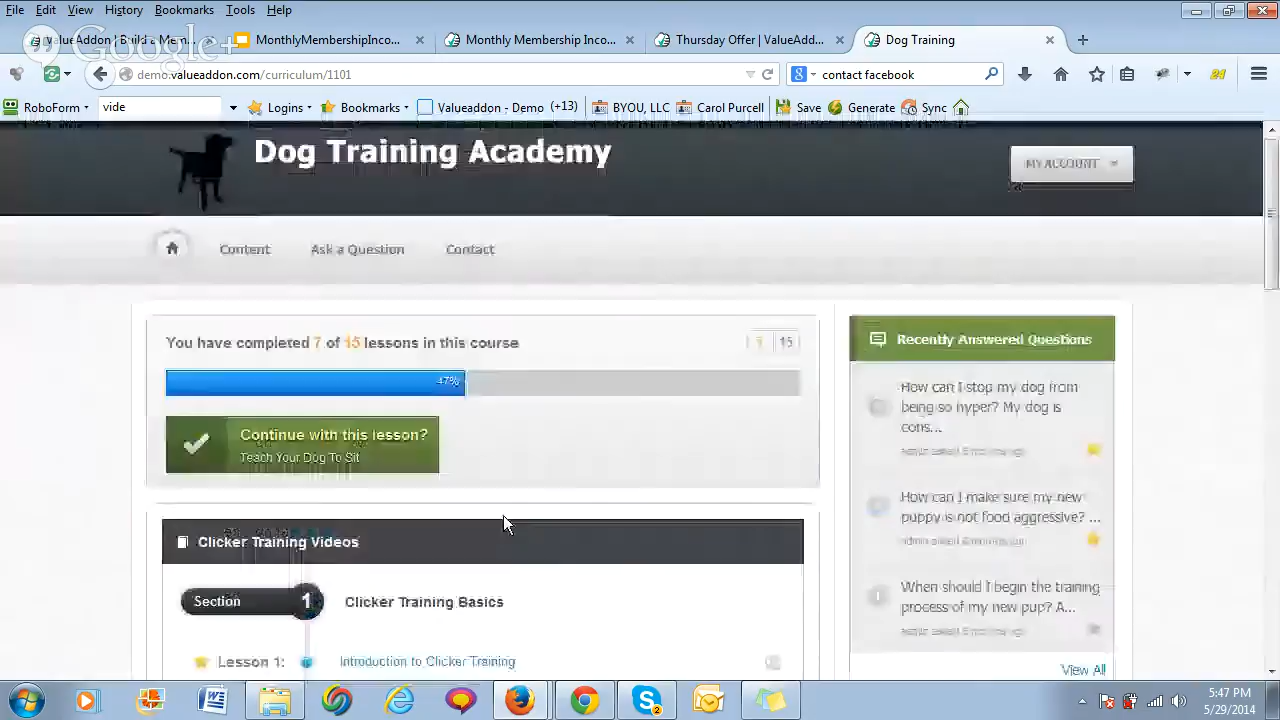 File Edit View History Bookmarks Tools Help
Google+
ValueAddon | Build a Mem...
MonthlyMembershipInco...
Monthly Membership Inco...
Thursday Offer | ValueAdd...
Dog Training
demo.valueaddon.com/curriculum/1101
contact facebook
RoboForm
vide
Logins
Bookmarks
Valueaddon - Demo (+13)
BYOU, LLC
Carol Purcell
Save
Generate
Sync
Dog Training Academy
MY ACCOUNT
Content
Ask a Question
Contact
You have completed 7 of 15 lessons in this course
7 15
47%
Continue with this lesson?
Teach Your Dog To Sit
Recently Answered Questions
How can I stop my dog from
being so hyper? My dog is
cons...
How can I make sure my new
puppy is not food aggressive? ...
When should I begin the training
process of my new pup? A...
View All
Clicker Training Videos
Section 1 Clicker Training Basics
Lesson 1: Introduction to Clicker Training
5:47 PM
5/29/2014